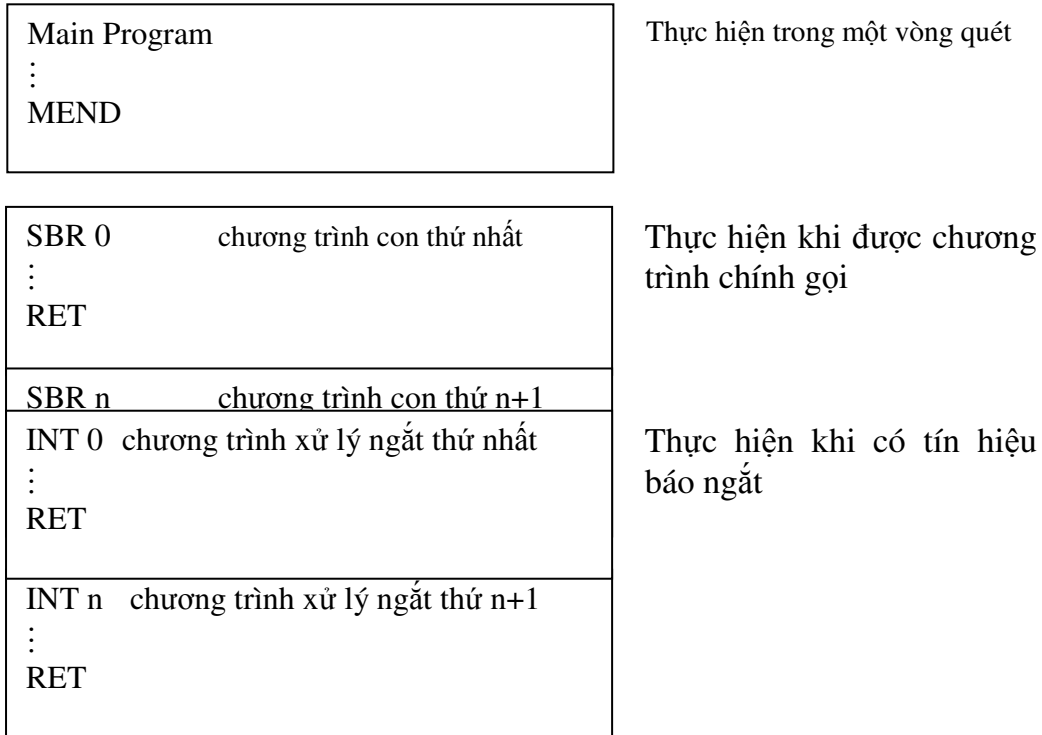 Main Program
Thực hiện trong một vòng quét
⋮
MEND
SBR 0 chương trình con thứ nhất
⋮
RET
Thực hiện khi được chương
trình chính gọi
SBR n chương trình con thứ n+1
INT 0 chương trình xử lý ngắt thứ nhất
⋮
RET
Thực hiện khi có tín hiệu
báo ngắt
INT n chương trình xử lý ngắt thứ n+1
⋮
RET